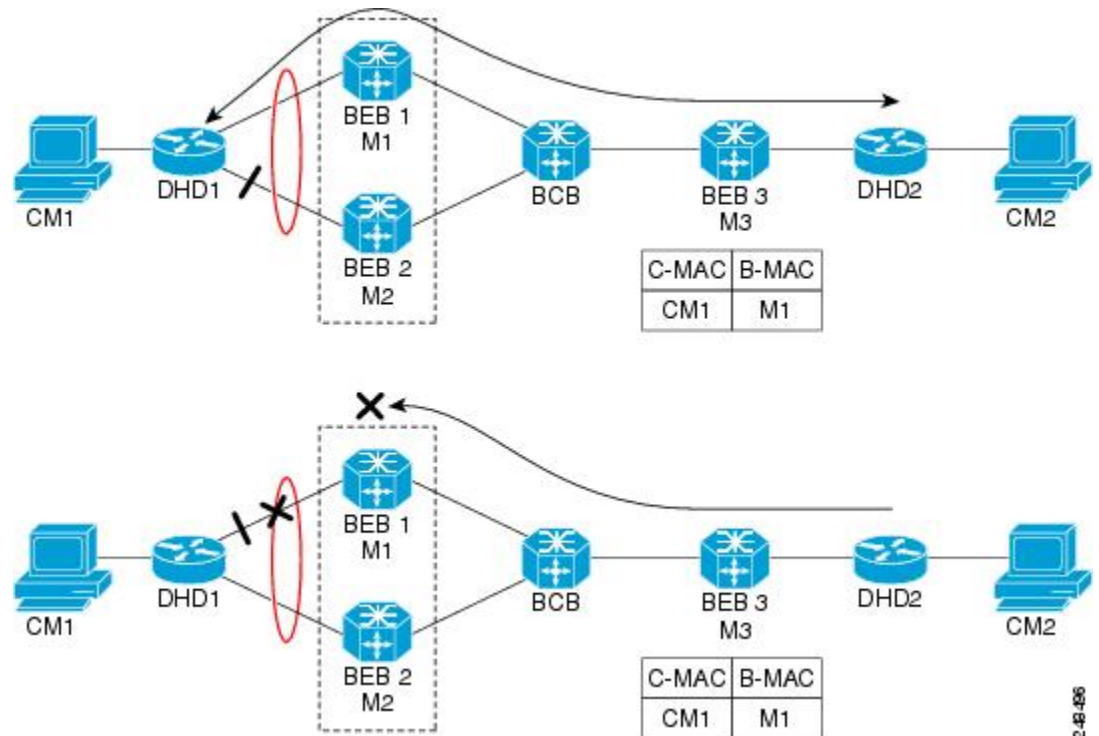 BEB 1
M1
CM1
DHD1
BCB
BEB 3
M3
DHD2
CM2
BEB 2
M2
C-MAC B-MAC
CM1 M1
BEB 1
M1
CM1
DHD1
BCB
BEB 3
M3
DHD2
CM2
BEB 2
M2
C-MAC B-MAC
CM1 M1
248496